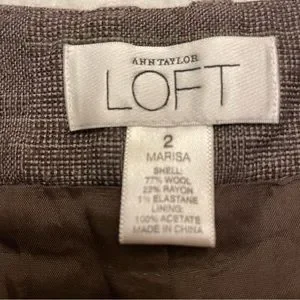 ANN TAYLOR
LOFT
2
MARISA
SHELL:
77% WOOL
22% RAYON
1% ELASTANE
LINING:
100% ACETATE
MADE IN CHINA